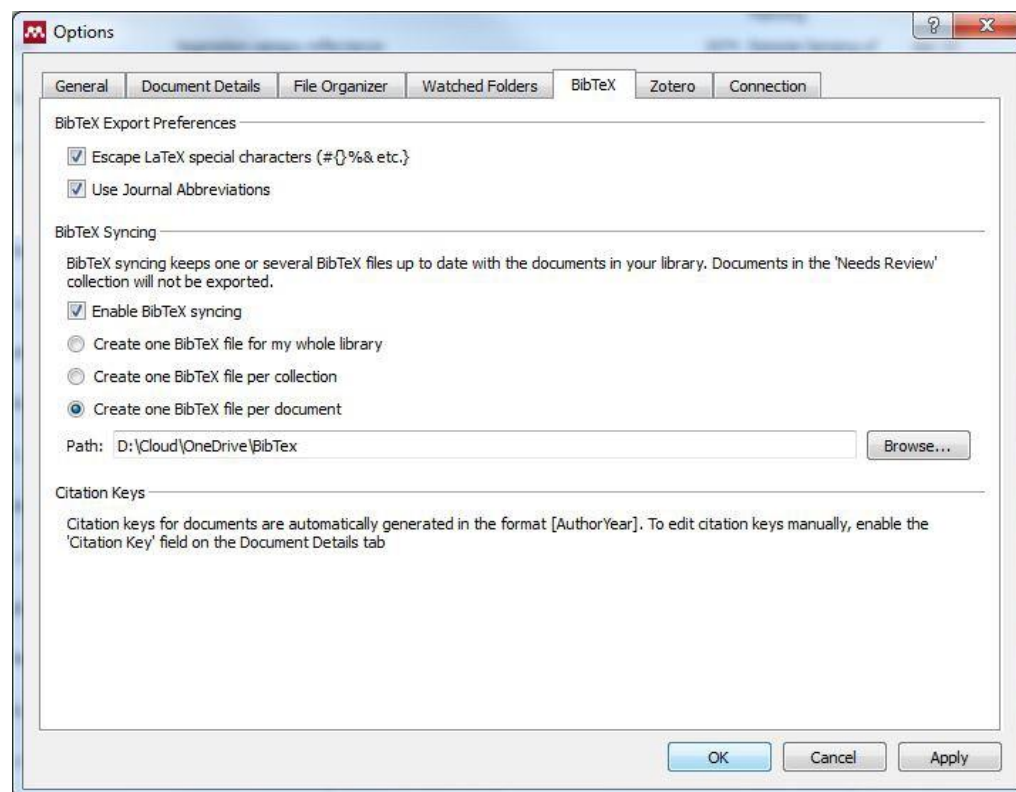 Options
General
Document Details
File Organizer
Watched Folders
BibTeX
Zotero
Connection
BibTeX Export Preferences
Escape LaTeX special characters (#{}%& etc.}
Use Journal Abbreviations
BibTeX Syncing
BibTeX syncing keeps one or several BibTeX files up to date with the documents in your library. Documents in the 'Needs Review'
collection will not be exported.
Enable BibTeX syncing
Create one BibTeX file for my whole library
Create one BibTeX file per collection
Create one BibTeX file per document
Path: D:\Cloud\OneDrive\BibTex Browse...
Citation Keys
Citation keys for documents are automatically generated in the format [AuthorYear]. To edit citation keys manually, enable the
'Citation Key' field on the Document Details tab
OK Cancel Apply